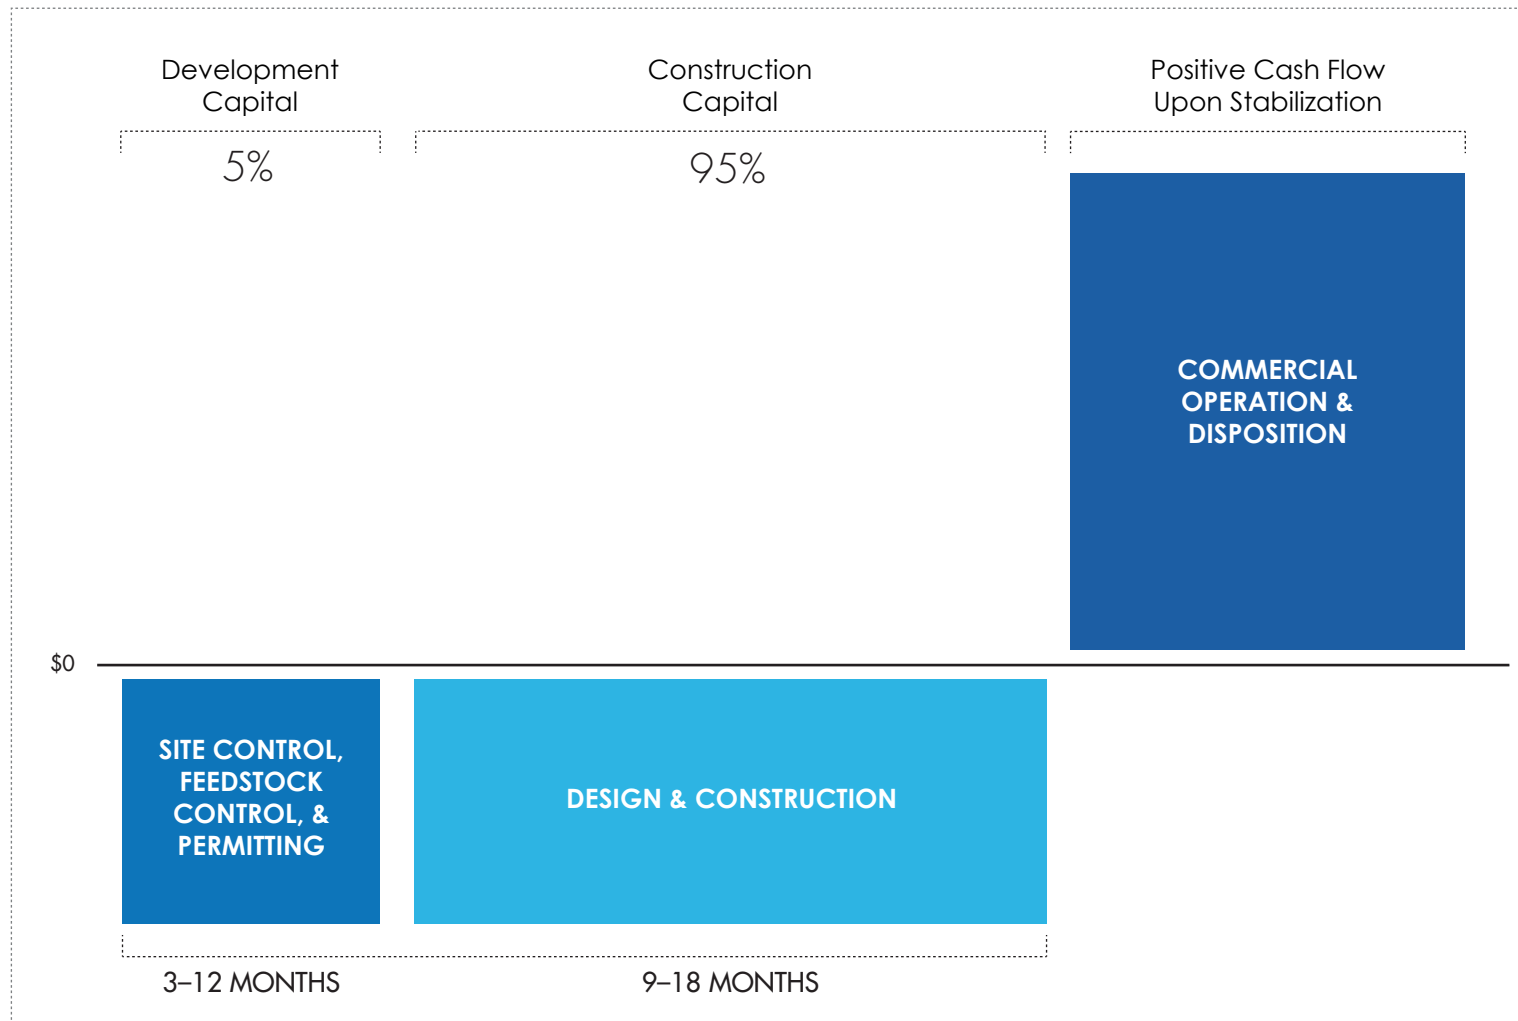 Development
Capital
5%
Construction
Capital
95%
Positive Cash Flow
Upon Stabilization
COMMERCIAL
OPERATION &
DISPOSITION
$0
SITE CONTROL,
FEEDSTOCK
CONTROL, &
PERMITTING
DESIGN & CONSTRUCTION
3–12 MONTHS
9–18 MONTHS